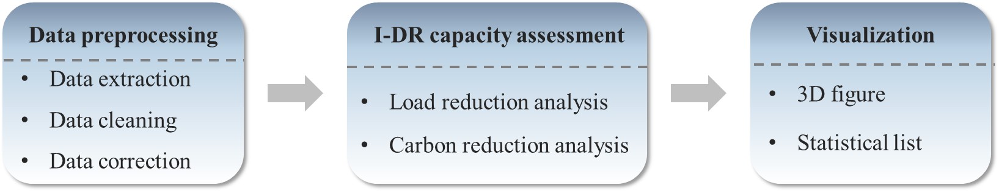 Data preprocessing
• Data extraction
• Data cleaning
• Data correction
I-DR capacity assessment
• Load reduction analysis
• Carbon reduction analysis
Visualization
• 3D figure
• Statistical list